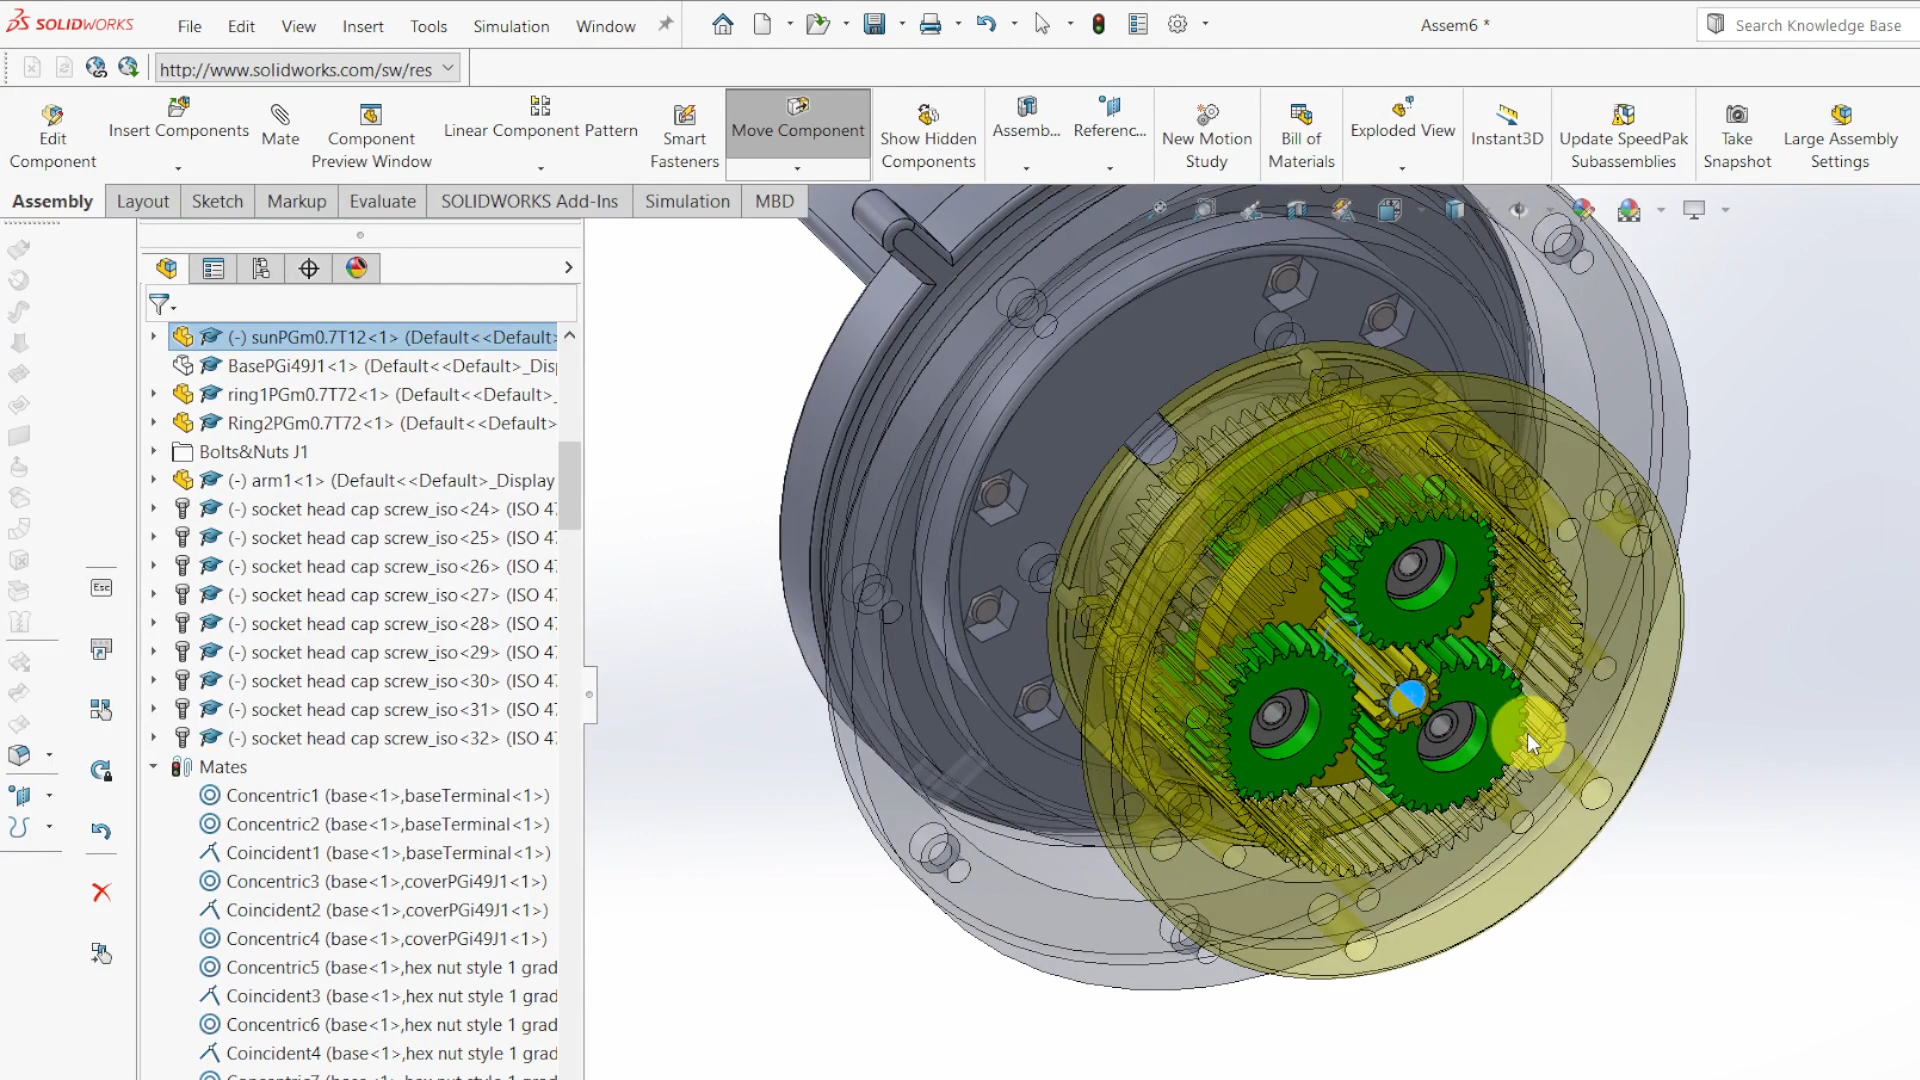 SOLIDWORKS File Edit View Insert Tools Simulation Window Assem6 * Search Knowledge Base
http://www.solidworks.com/sw/res
Edit Component
Insert Components
Mate
Component Preview Window
Linear Component Pattern
Smart Fasteners
Move Component
Show Hidden Components
Assemb...
Referenc...
New Motion Study
Bill of Materials
Exploded View
Instant3D
Update SpeedPak Subassemblies
Take Snapshot
Large Assembly Settings
Assembly Layout Sketch Markup Evaluate SOLIDWORKS Add-Ins Simulation MBD
(-) sunPGm0.7T12<1> (Default<<Default>
BasePGi49J1<1> (Default<<Default>_Disp
ring1PGm0.7T72<1> (Default<<Default>_
Ring2PGm0.7T72<1> (Default<<Default>
Bolts&Nuts J1
(-) arm1<1> (Default<<Default>_Display
(-) socket head cap screw_iso<24> (ISO 47
(-) socket head cap screw_iso<25> (ISO 47
(-) socket head cap screw_iso<26> (ISO 47
(-) socket head cap screw_iso<27> (ISO 47
(-) socket head cap screw_iso<28> (ISO 47
(-) socket head cap screw_iso<29> (ISO 47
(-) socket head cap screw_iso<30> (ISO 47
(-) socket head cap screw_iso<31> (ISO 47
(-) socket head cap screw_iso<32> (ISO 47
Mates
Concentric1 (base<1>,baseTerminal<1>)
Concentric2 (base<1>,baseTerminal<1>)
Coincident1 (base<1>,baseTerminal<1>)
Concentric3 (base<1>,coverPGi49J1<1>)
Coincident2 (base<1>,coverPGi49J1<1>)
Concentric4 (base<1>,coverPGi49J1<1>)
Concentric5 (base<1>,hex nut style 1 grad
Coincident3 (base<1>,hex nut style 1 grad
Concentric6 (base<1>,hex nut style 1 grad
Coincident4 (base<1>,hex nut style 1 grad
Esc